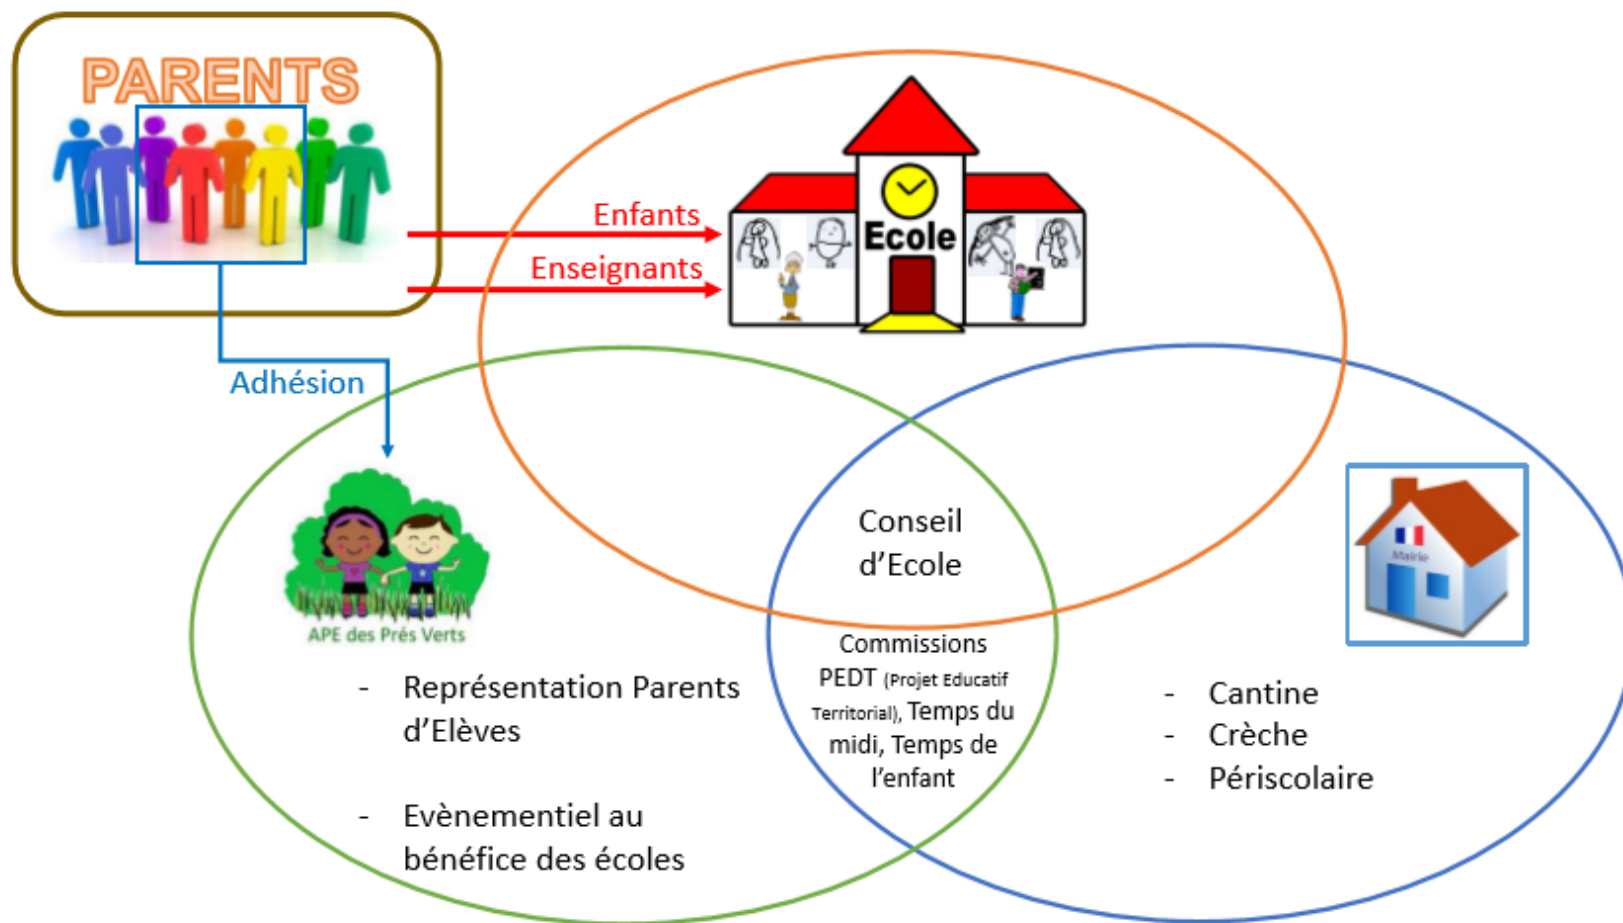 PARENTS
Enfants
Ecole
Enseignants
Adhésion
Conseil
d’Ecole
Mairie
APE des Prés Verts
Commissions
PEDT (Projet Educatif
Territorial), Temps du
midi, Temps de
l’enfant
- Représentation Parents
d’Elèves
- Evènementiel au
bénéfice des écoles
- Cantine
- Crèche
- Périscolaire